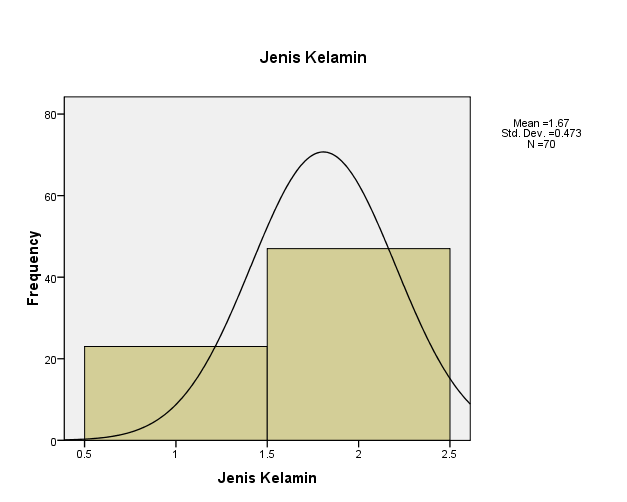 Jenis Kelamin
Mean =1.67
Std. Dev. =0.473
N =70
80
60
40
20
0
Frequency
0.5 1 1.5 2 2.5
Jenis Kelamin